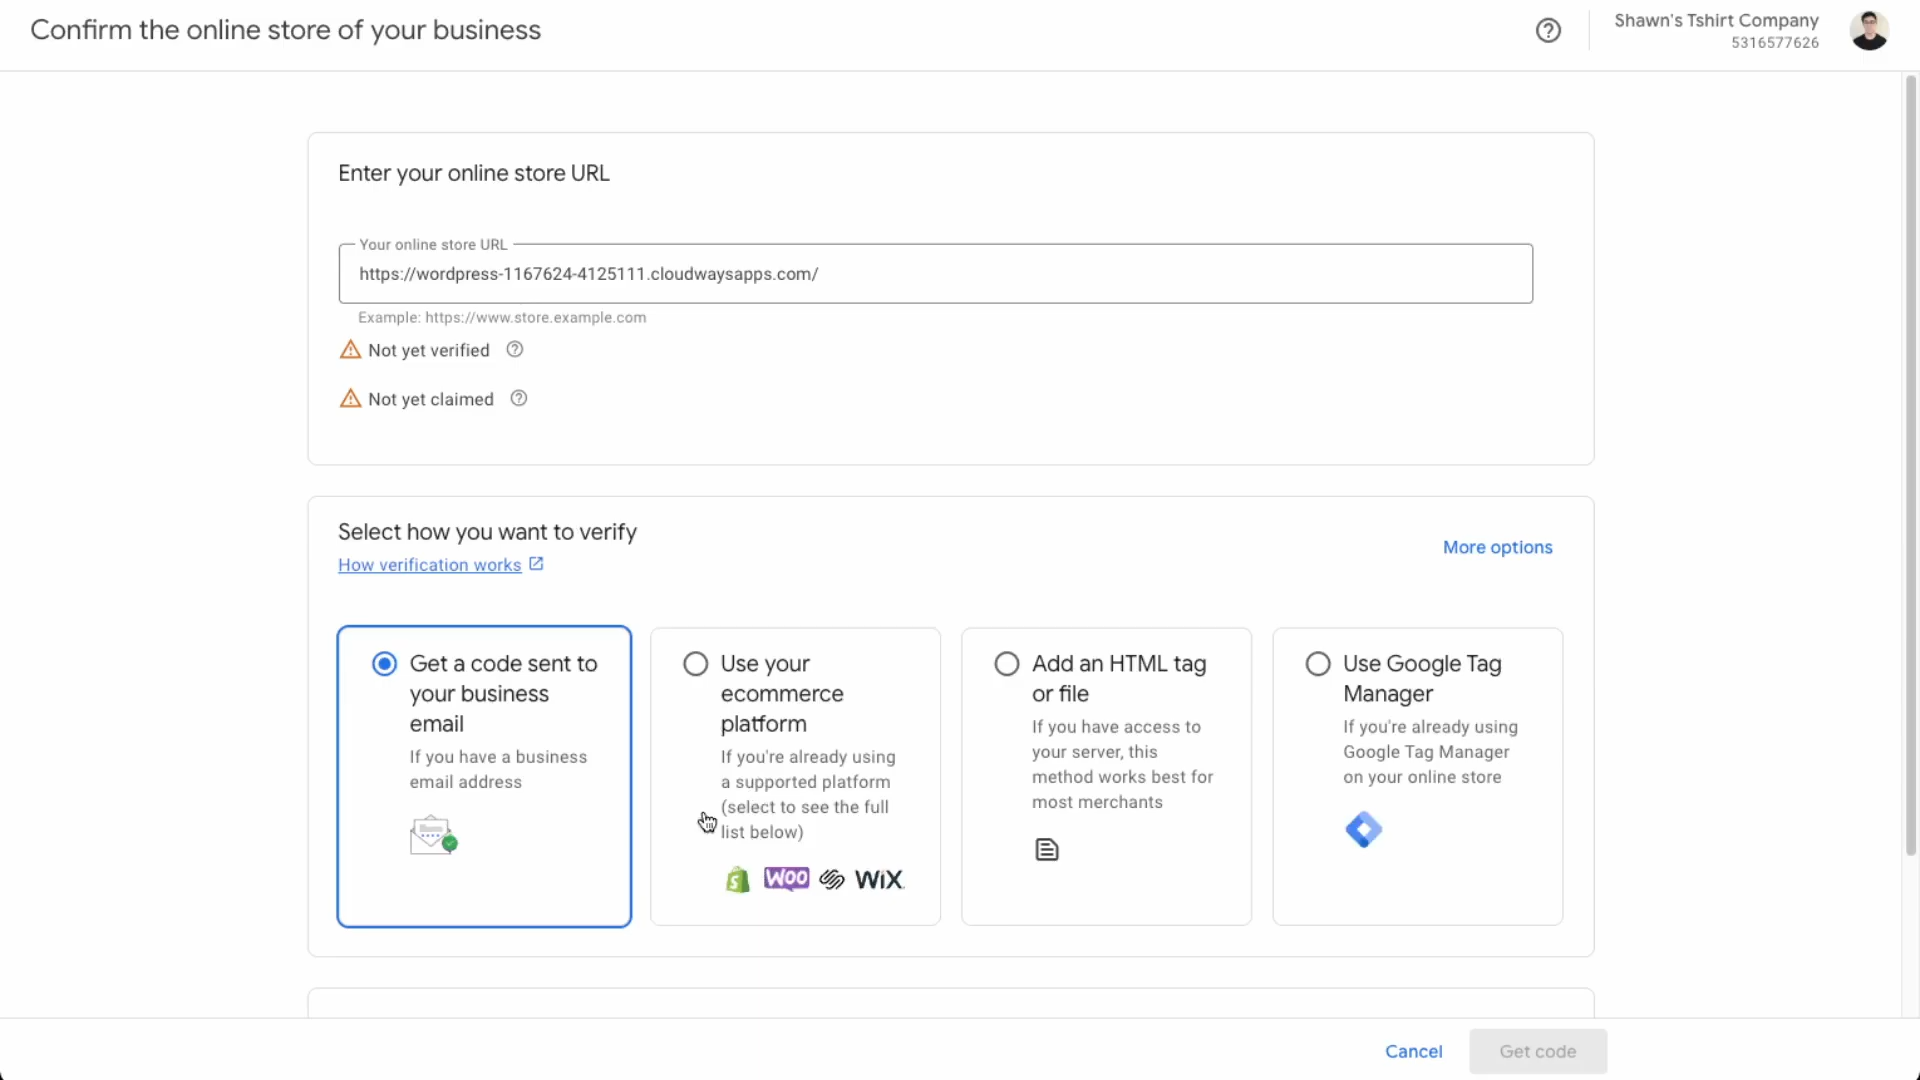 Confirm the online store of your business
Shawn's Tshirt Company
5316577626
Enter your online store URL
Your online store URL
https://wordpress-1167624-4125111.cloudwaysapps.com/
Example: https://www.store.example.com
Not yet verified
Not yet claimed
Select how you want to verify
How verification works
More options
Get a code sent to
your business
email
If you have a business
email address
Use your
ecommerce
platform
If you're already using
a supported platform
(select to see the full
list below)
Woo
WiX
Add an HTML tag
or file
If you have access to
your server, this
method works best for
most merchants
Use Google Tag
Manager
If you're already using
Google Tag Manager
on your online store
Cancel
Get code